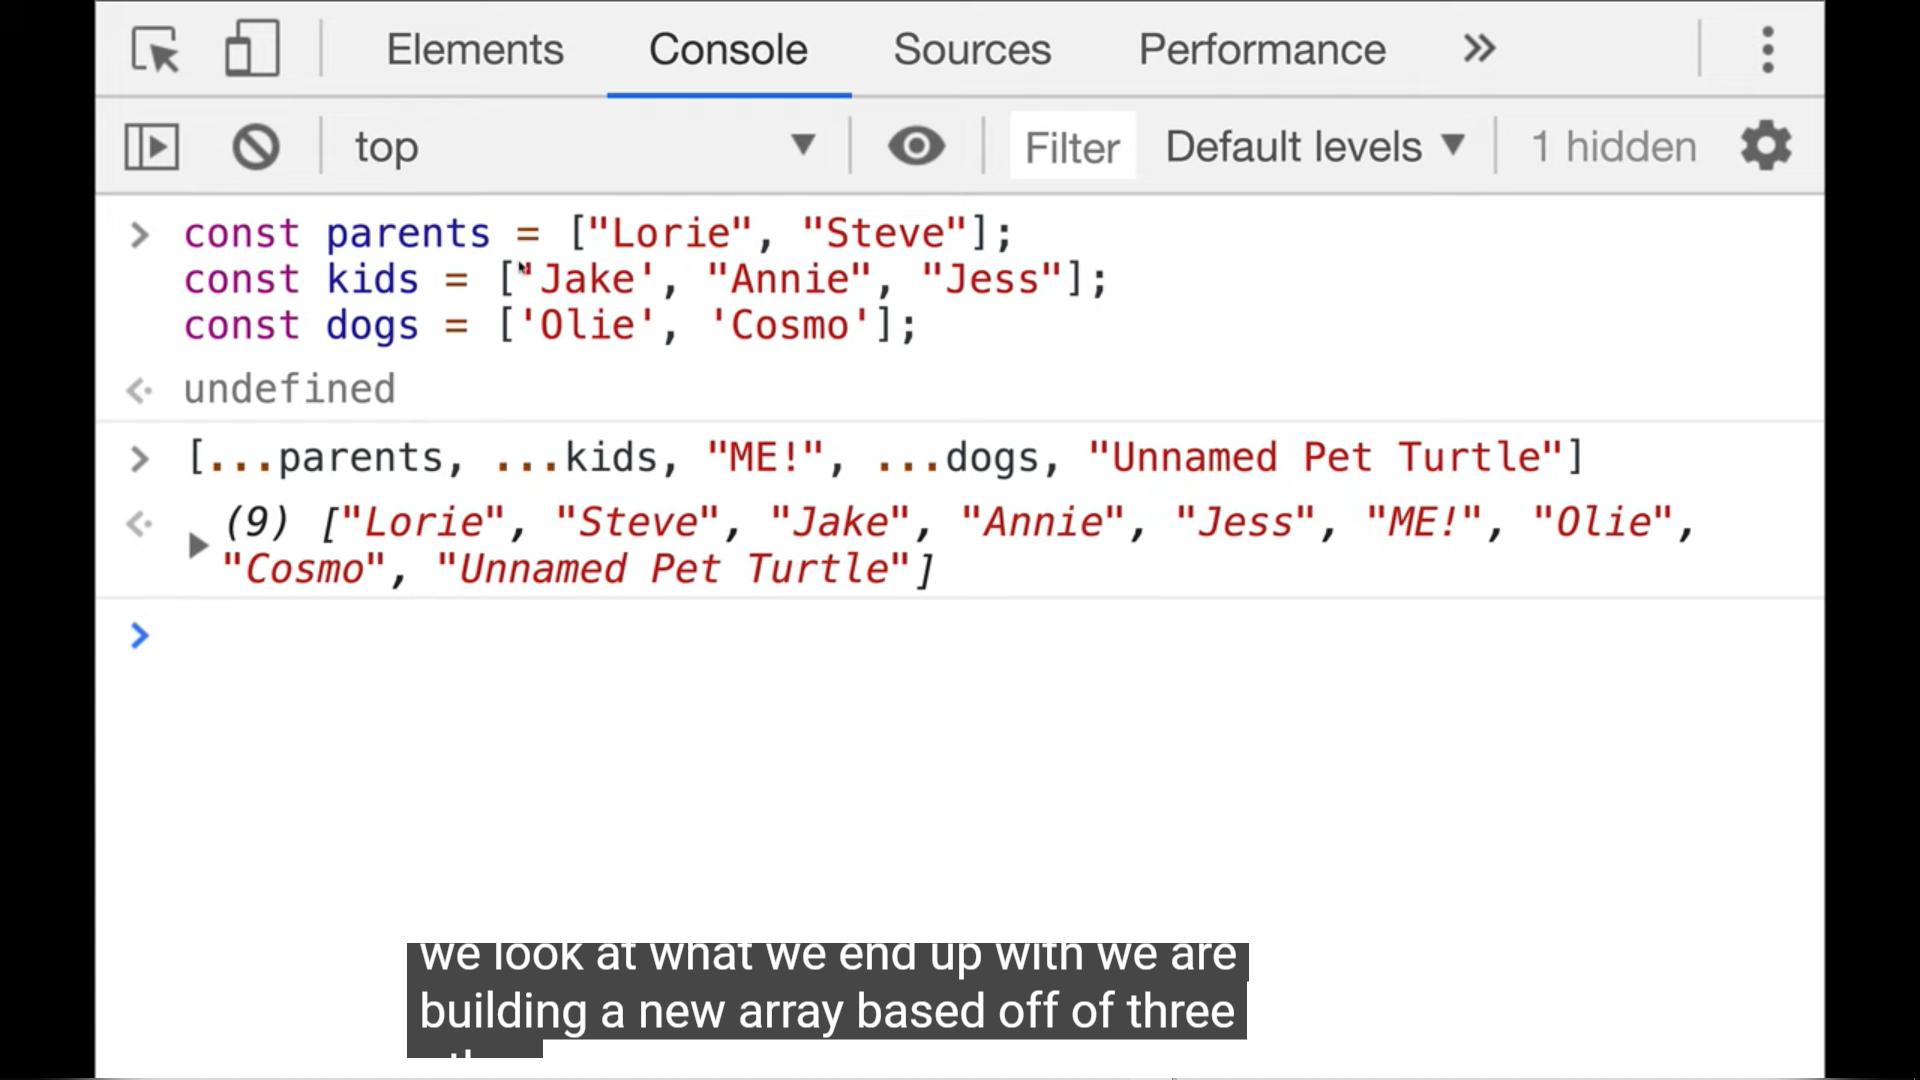 Elements Console Sources Performance
top Filter Default levels 1 hidden
const parents = ["Lorie", "Steve"];
const kids = ['Jake', "Annie", "Jess"];
const dogs = ['Olie', 'Cosmo'];
undefined
[...parents, ...kids, "ME!", ...dogs, "Unnamed Pet Turtle"]
(9) ["Lorie", "Steve", "Jake", "Annie", "Jess", "ME!", "Olie",
"Cosmo", "Unnamed Pet Turtle"]
we look at what we end up with we are
building a new array based off of three